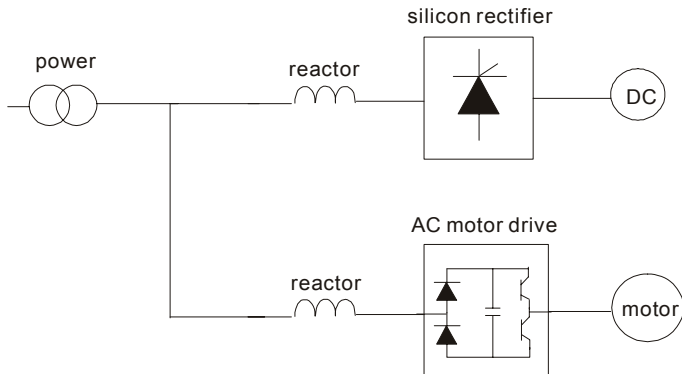 silicon rectifier
power
reactor
DC
AC motor drive
reactor
motor